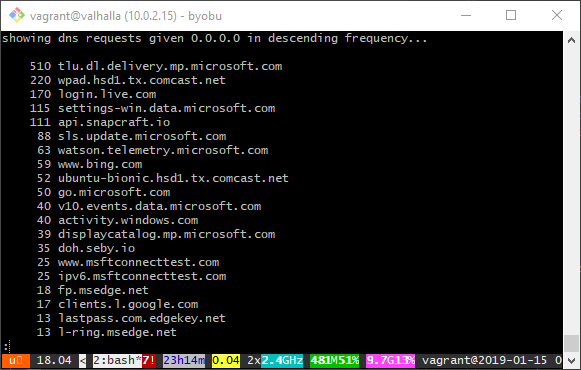 vagrant@valhalla (10.0.2.15) - byobu
showing dns requests given 0.0.0.0 in descending frequency...
510 tlu.dl.delivery.mp.microsoft.com
220 wpad.hsd1.tx.comcast.net
170 login.live.com
115 settings-win.data.microsoft.com
111 api.snapcraft.io
88 sls.update.microsoft.com
63 watson.telemetry.microsoft.com
59 www.bing.com
52 ubuntu-bionic.hsd1.tx.comcast.net
50 go.microsoft.com
40 v10.events.data.microsoft.com
40 activity.windows.com
39 displaycatalog.mp.microsoft.com
35 doh.seby.io
25 www.msftconnecttest.com
25 ipv6.msftconnecttest.com
18 fp.msedge.net
17 clients.l.google.com
13 lastpass.com.edgekey.net
13 l-ring.msedge.net
:
u 18.04 < 2:bash* 7! 23h14m 0.04 2x2.4GHz 481M51% 9.7G13% vagrant@2019-01-15 0